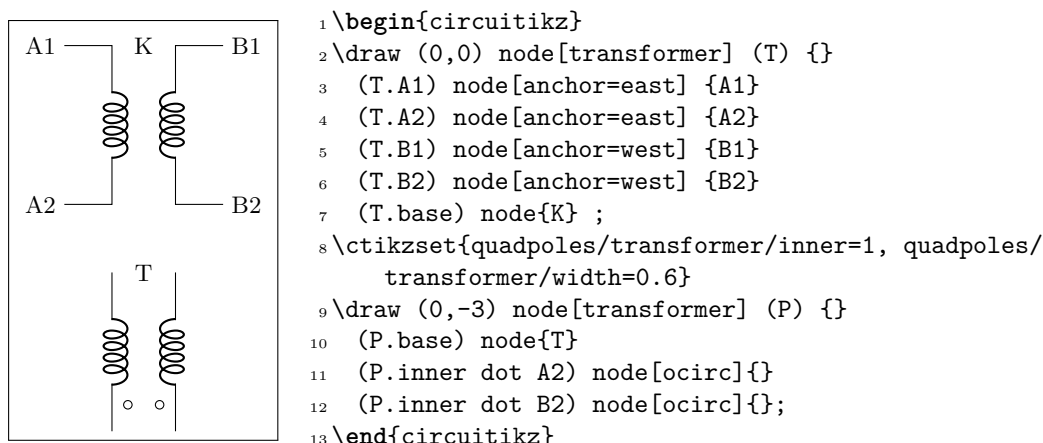 A1 K B1
A2 B2
T
1 \begin{circuitikz}
2 \draw (0,0) node[transformer] (T) {}
3 (T.A1) node[anchor=east] {A1}
4 (T.A2) node[anchor=east] {A2}
5 (T.B1) node[anchor=west] {B1}
6 (T.B2) node[anchor=west] {B2}
7 (T.base) node{K} ;
8 \ctikzset{quadpoles/transformer/inner=1, quadpoles/
transformer/width=0.6}
9 \draw (0,-3) node[transformer] (P) {}
10 (P.base) node{T}
11 (P.inner dot A2) node[ocirc]{}
12 (P.inner dot B2) node[ocirc]{};
13 \end{circuitikz}